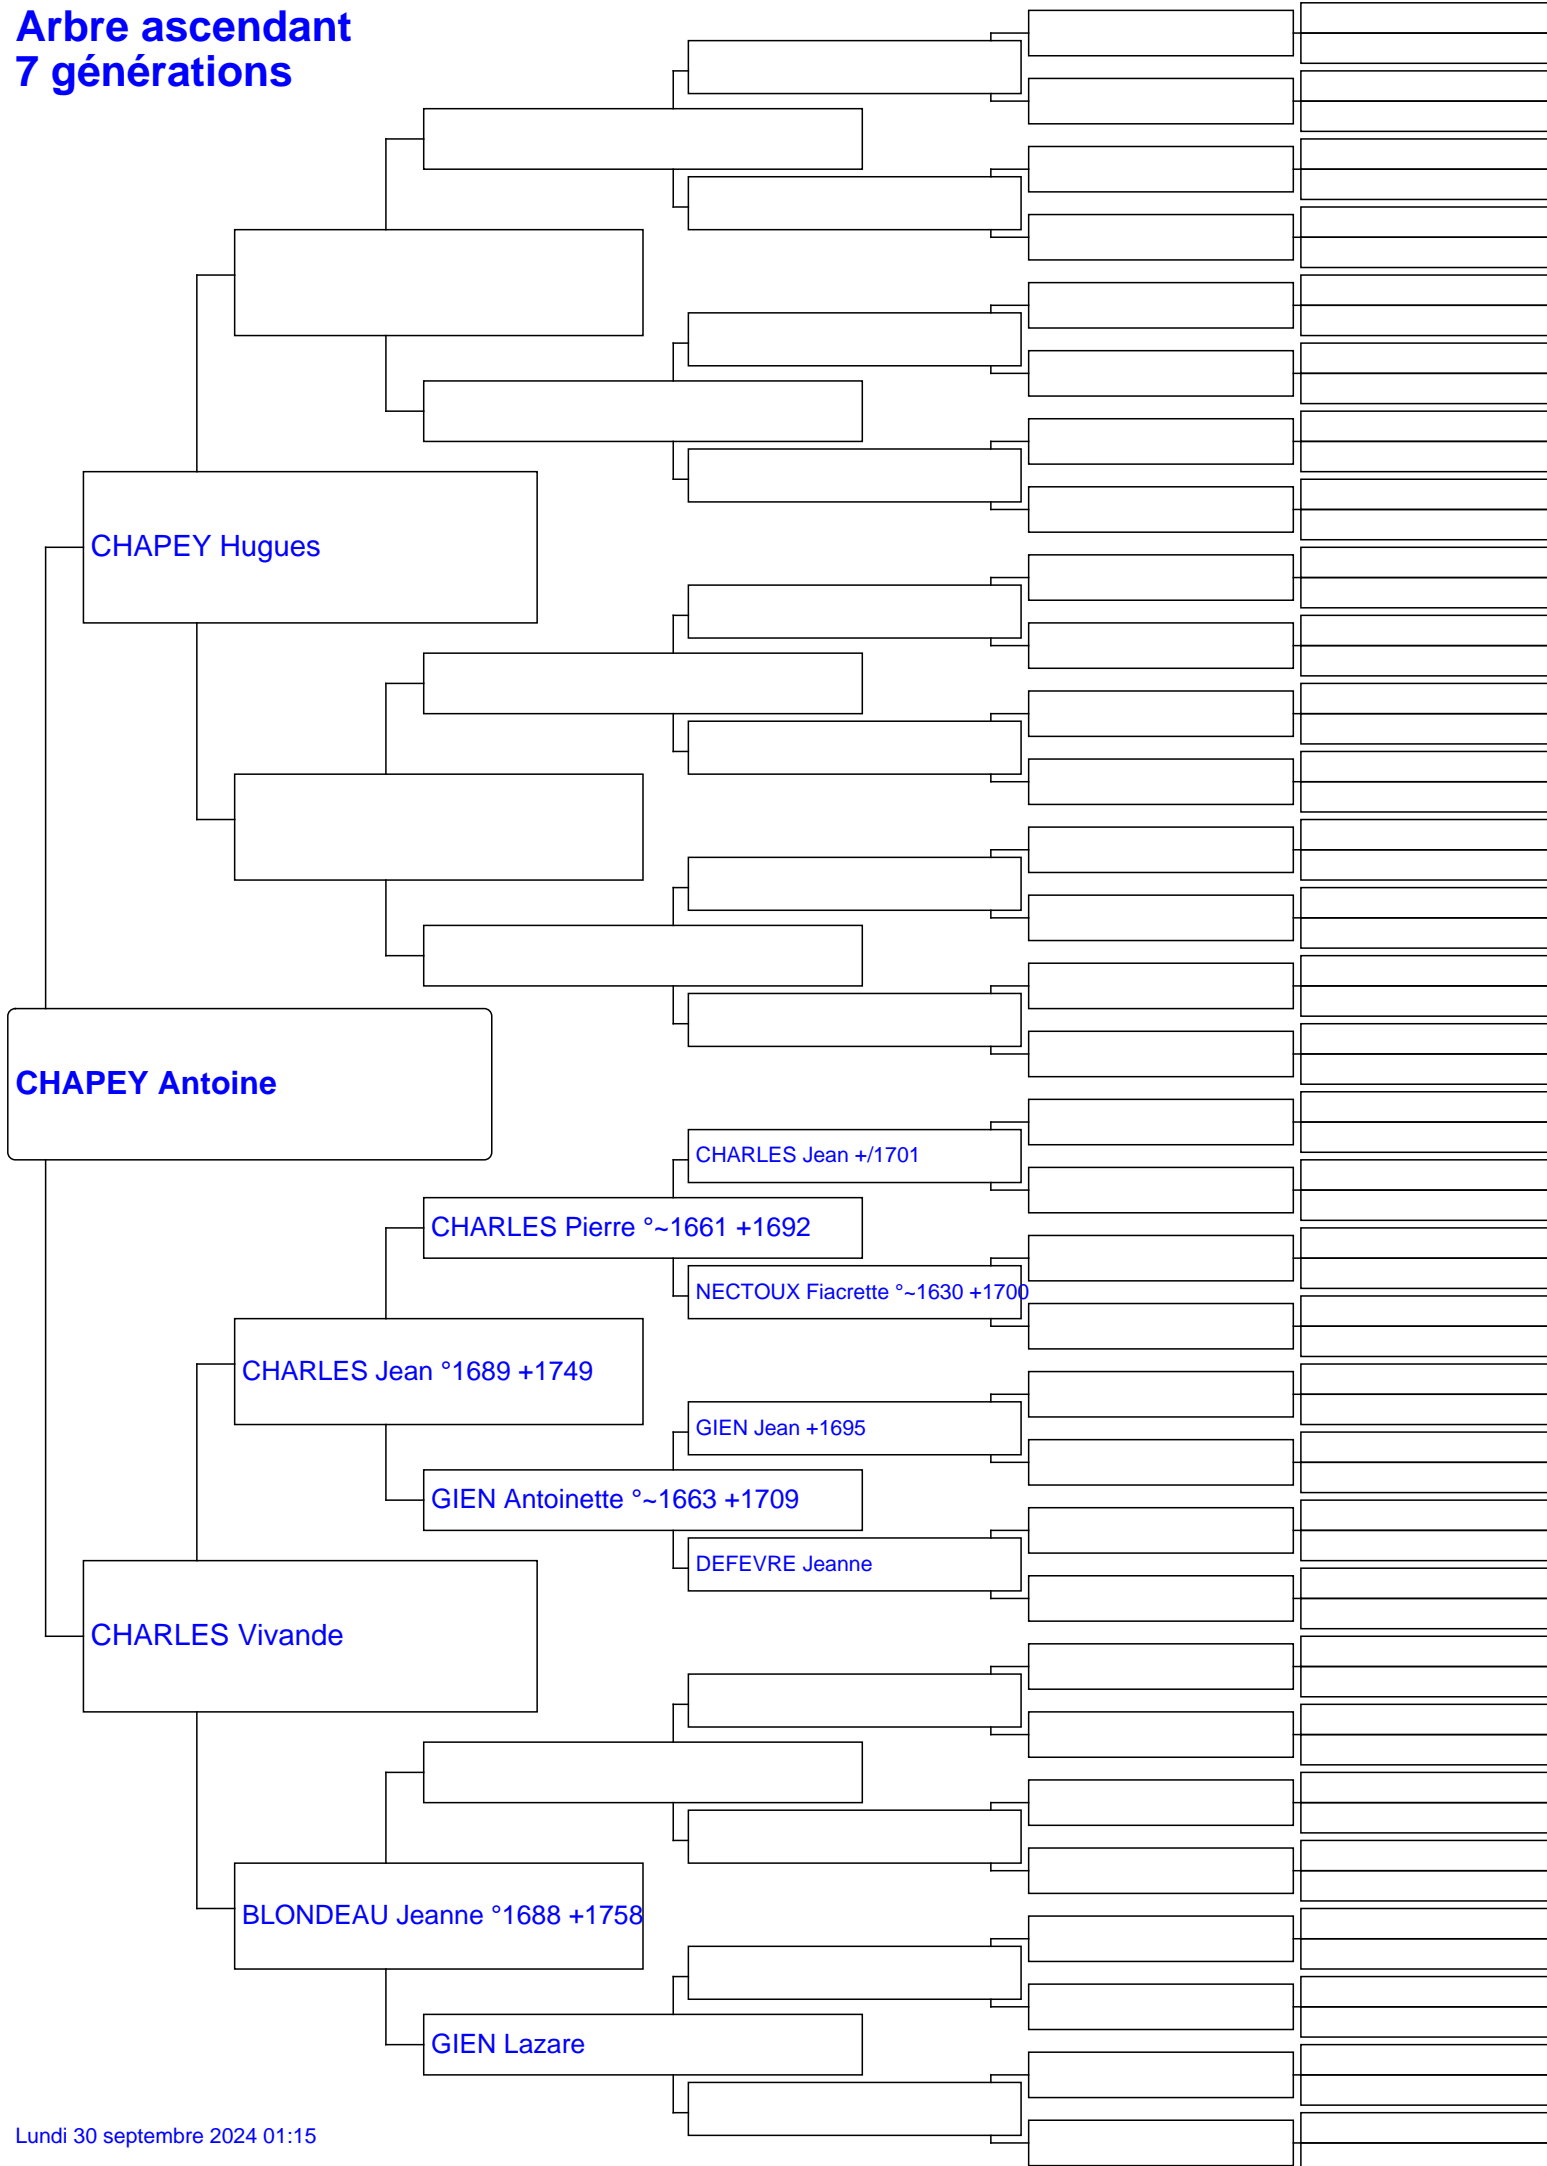 Arbre ascendant
7 générations
CHAPEY Hugues
CHAPEY Antoine
CHARLES Jean +/1701
CHARLES Pierre °~1661 +1692
NECTOUX Fiacrette °~1630 +1700
CHARLES Jean °1689 +1749
GIEN Jean +1695
GIEN Antoinette °~1663 +1709
DEFEVRE Jeanne
CHARLES Vivande
BLONDEAU Jeanne °1688 +1758
GIEN Lazare
Lundi 30 septembre 2024 01:15